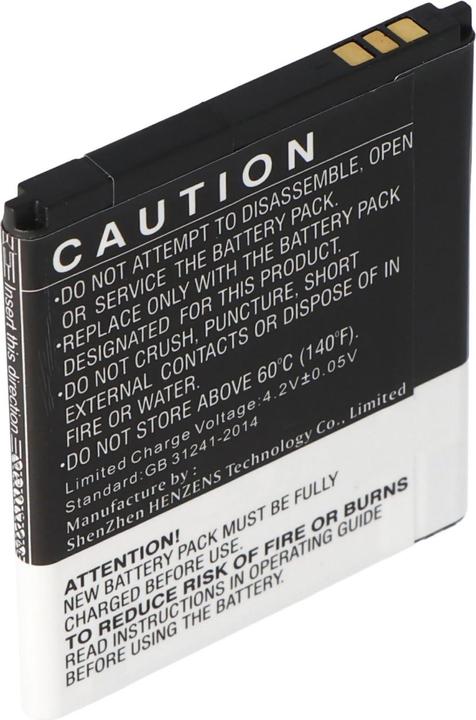 CAUTION
•DO NOT ATTEMPT TO DISASSEMBLE, OPEN
OR SERVICE THE BATTERY PACK.
•REPLACE ONLY WITH THE BATTERY PACK
DESIGNATED FOR THIS PRODUCT.
•DO NOT CRUSH, PUNCTURE, SHORT
EXTERNAL CONTACTS OR DISPOSE OF IN
FIRE OR WATER.
•DO NOT STORE ABOVE 60°C (140°F).
Limited Charge Voltage:4.2V±0.05V
Standard:GB 31241-2014
Manufacture by :
ShenZhen HENZENS Technology Co., Limited
ATTENTION!
NEW BATTERY PACK MUST BE FULLY
CHARGED BEFORE USE.
TO REDUCE RISK OF FIRE OR BURNS
READ INSTRUCTIONS IN OPERATING GUIDE
BEFORE USING THE BATTERY.
Insert this direction